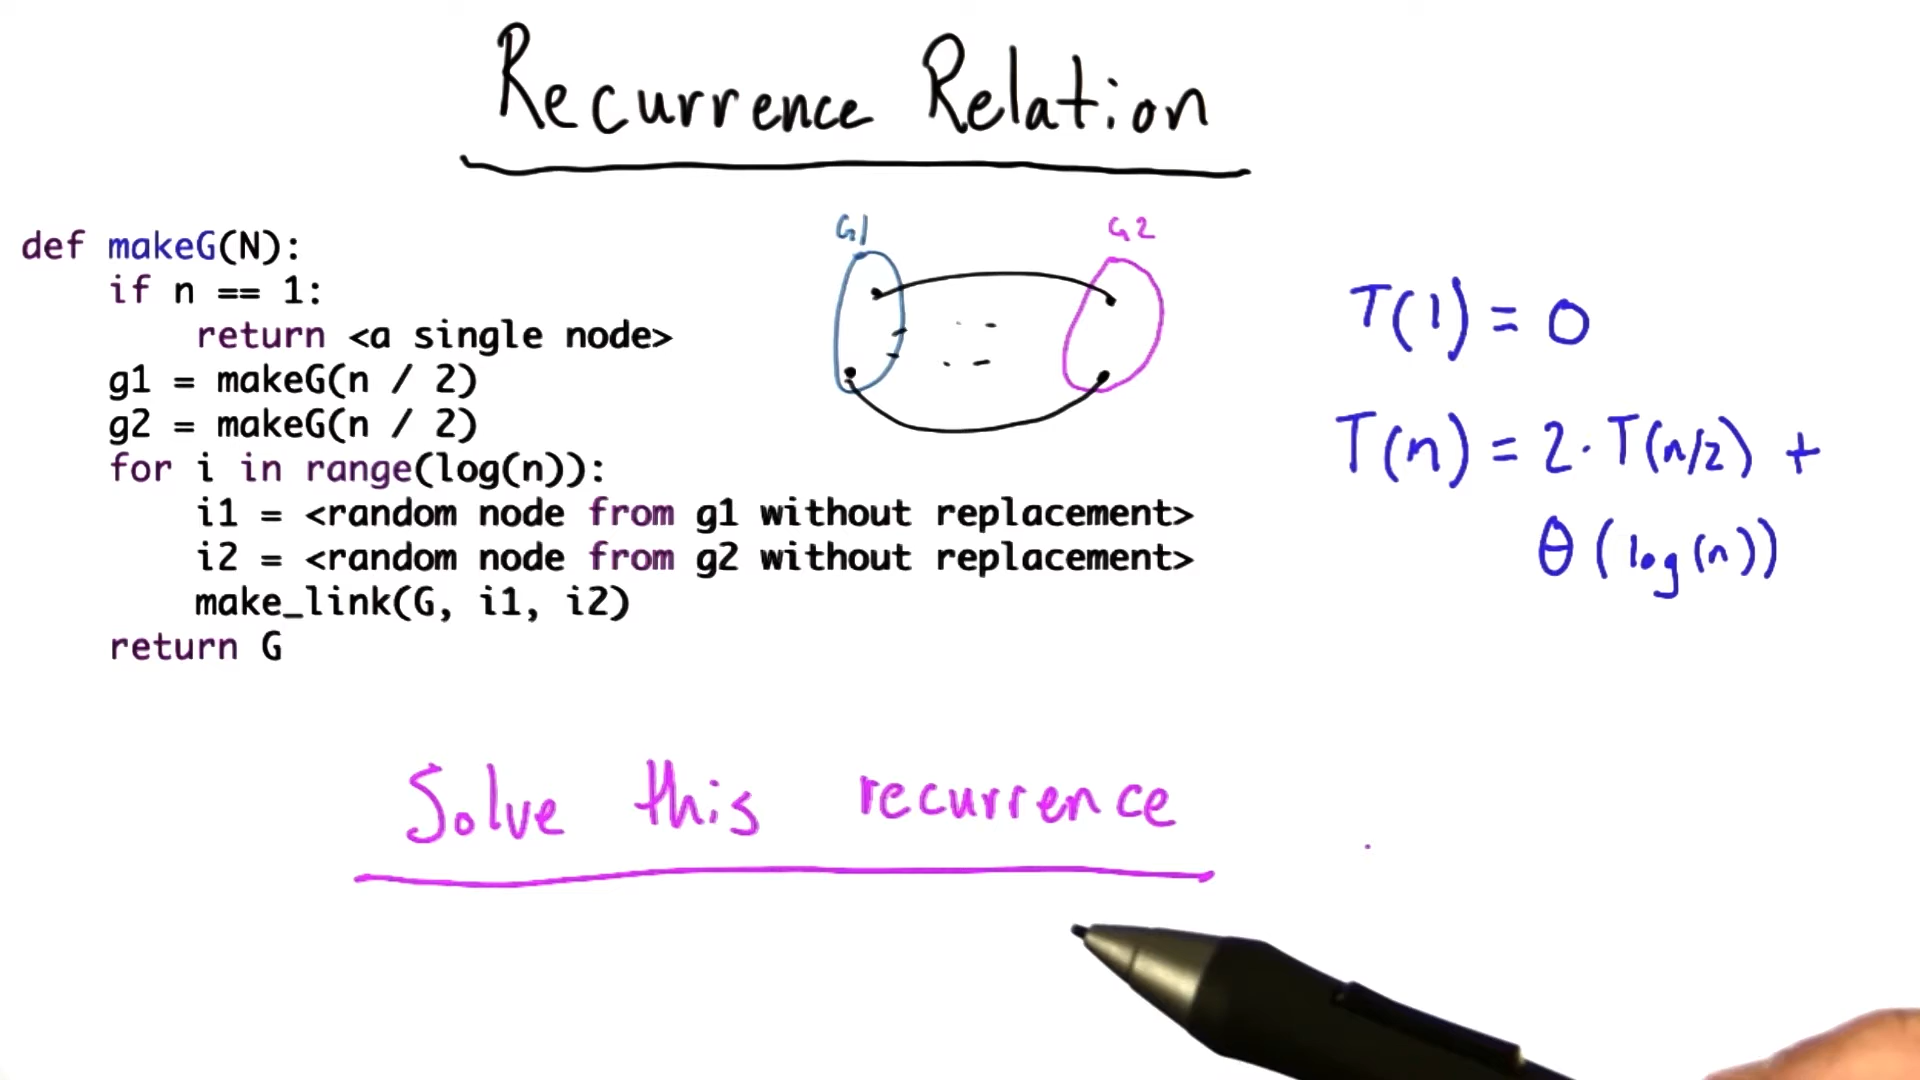 Recurrence Relation
def makeG(N):
    if n == 1:
        return <a single node>
    g1 = makeG(n / 2)
    g2 = makeG(n / 2)
    for i in range(log(n)):
        i1 = <random node from g1 without replacement>
        i2 = <random node from g2 without replacement>
        make_link(G, i1, i2)
    return G
G1
G2
T(1) = 0
T(n) = 2 · T(n/2) +
θ(log(n))
Solve this recurrence